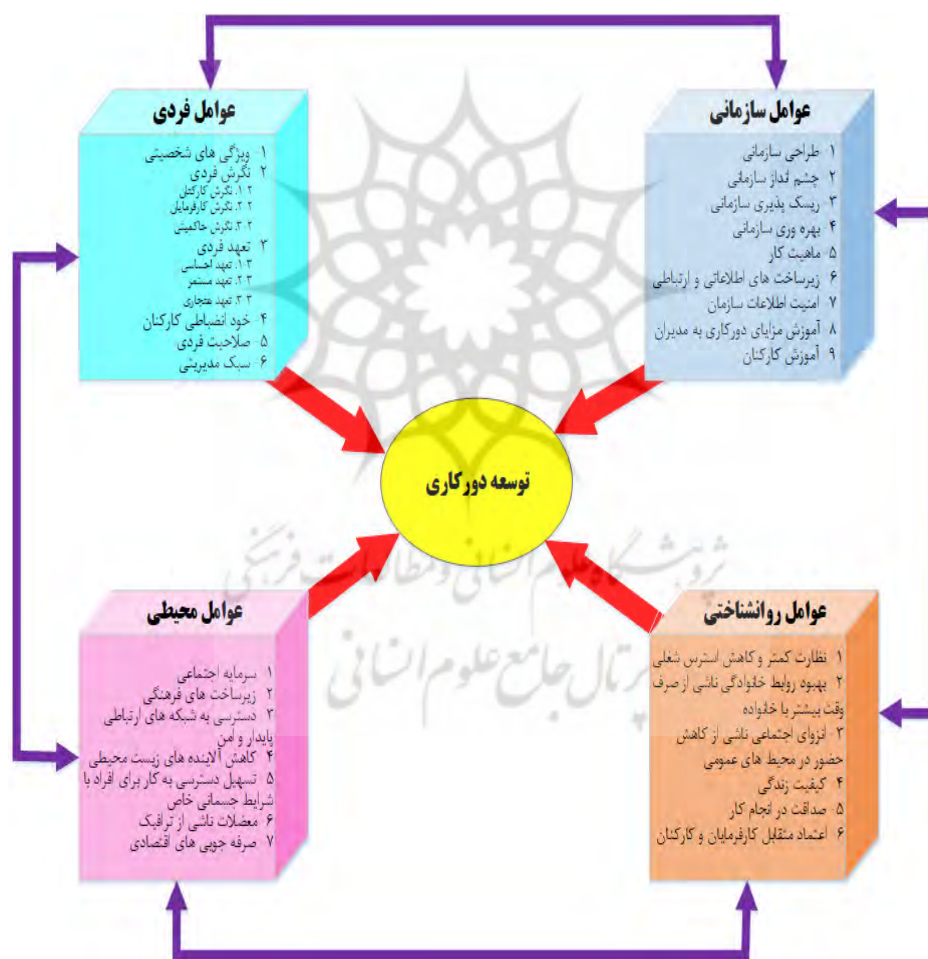 عوامل سازمانی
۱ طراحی سازمانی
۲ چشم انداز سازمانی
۳ ریسک پذیری سازمانی
۴ بهره وری سازمانی
۵ ماهیت کار
۶ زیرساخت های اطلاعاتی و ارتباطی
۷ امنیت اطلاعات سازمان
۸ آموزش مزایای دورکاری به مدیران
۹ آموزش کارکنان
عوامل فردی
۱ ویژگی های شخصیتی
۲ نگرش فردی
۲.۱ نگرش کارکنان
۲.۲ نگرش کارفرمایان
۲.۳ نگرش حاکمیتی
۳ تعهد فردی
۳.۱ تعهد احساسی
۳.۲ تعهد مستمر
۳.۳ تعهد هنجاری
۴ خود انضباطی کارکنان
۵ صلاحیت فردی
۶ سبک مدیریتی
توسعه دورکاری
پژوهشگاه علوم انسانی و مطالعات فرهنگی
پرتال جامع علوم انسانی
عوامل روانشناختی
۱ نظارت کمتر و کاهش استرس شغلی
۲ بهبود روابط خانوادگی ناشی از صرف
وقت بیشتر با خانواده
۳ انزوای اجتماعی ناشی از کاهش
حضور در محیط های عمومی
۴ کیفیت زندگی
۵ صداقت در انجام کار
۶ اعتماد متقابل کارفرمایان و کارکنان
عوامل محیطی
۱ سرمایه اجتماعی
۲ زیرساخت های فرهنگی
۳ دسترسی به شبکه های ارتباطی
پایدار و امن
۴ کاهش آلاینده های زیست محیطی
۵ تسهیل دسترسی به کار برای افراد با
شرایط جسمانی خاص
۶ معضلات ناشی از ترافیک
۷ صرفه جویی های اقتصادی